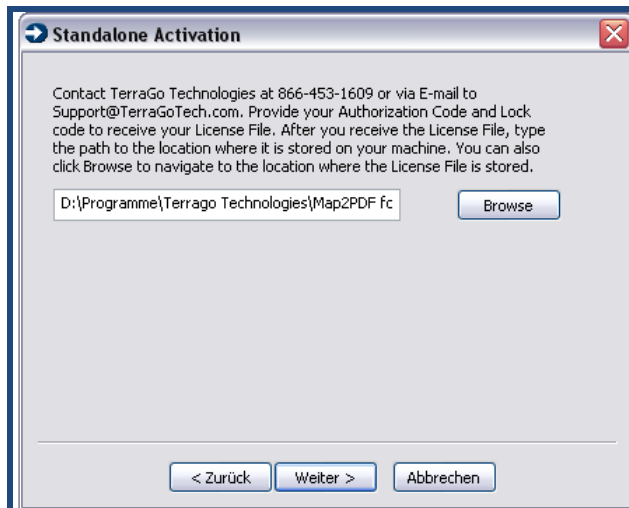 Standalone Activation
Contact TerraGo Technologies at 866-453-1609 or via E-mail to
Support@TerraGoTech.com. Provide your Authorization Code and Lock
code to receive your License File. After you receive the License File, type
the path to the location where it is stored on your machine. You can also
click Browse to navigate to the location where the License File is stored.
D:\Programme\Terrago Technologies\Map2PDF fc
Browse
< Zurück
Weiter >
Abbrechen